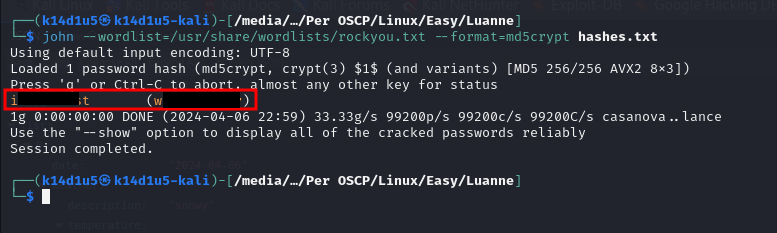 ┌──(k14d1u5㉿k14d1u5-kali)-[/media/…/Per OSCP/Linux/Easy/Luanne]
└─$ john --wordlist=/usr/share/wordlists/rockyou.txt --format=md5crypt hashes.txt
Using default input encoding: UTF-8
Loaded 1 password hash (md5crypt, crypt(3) $1$ (and variants) [MD5 256/256 AVX2 8×3])
Press 'q' or Ctrl-C to abort, almost any other key for status
i st (w )
1g 0:00:00:00 DONE (2024-04-06 22:59) 33.33g/s 99200p/s 99200c/s 99200C/s casanova..lance
Use the "--show" option to display all of the cracked passwords reliably
Session completed.
┌──(k14d1u5㉿k14d1u5-kali)-[/media/…/Per OSCP/Linux/Easy/Luanne]
└─$